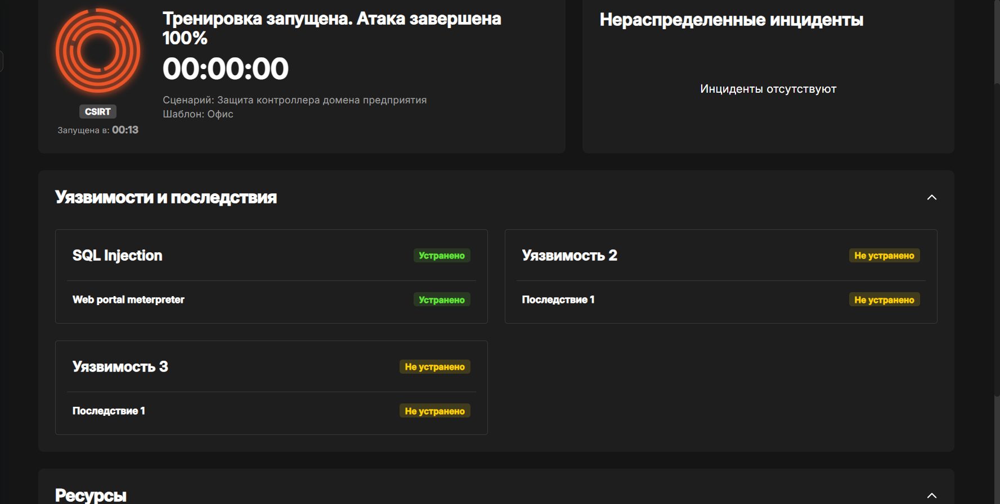 Тренировка запущена. Атака завершена
100%
00:00:00
Сценарий: Защита контроллера домена предприятия
Шаблон: Офис
CSIRT
Запущена в: 00:13
Нераспределенные инциденты
Инциденты отсутствуют
Уязвимости и последствия
SQL Injection Устранено
Web portal meterpreter Устранено
Уязвимость 2 Не устранено
Последствие 1 Не устранено
Уязвимость 3 Не устранено
Последствие 1 Не устранено
Ресурсы